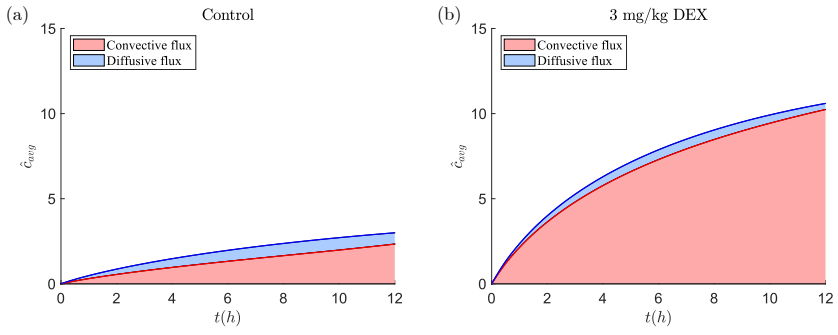 (a)
Control
Convective flux
Diffusive flux
15
10
5
0
ĉavg
0 2 4 6 8 10 12
t(h)
(b)
3 mg/kg DEX
Convective flux
Diffusive flux
15
10
5
0
ĉavg
0 2 4 6 8 10 12
t(h)